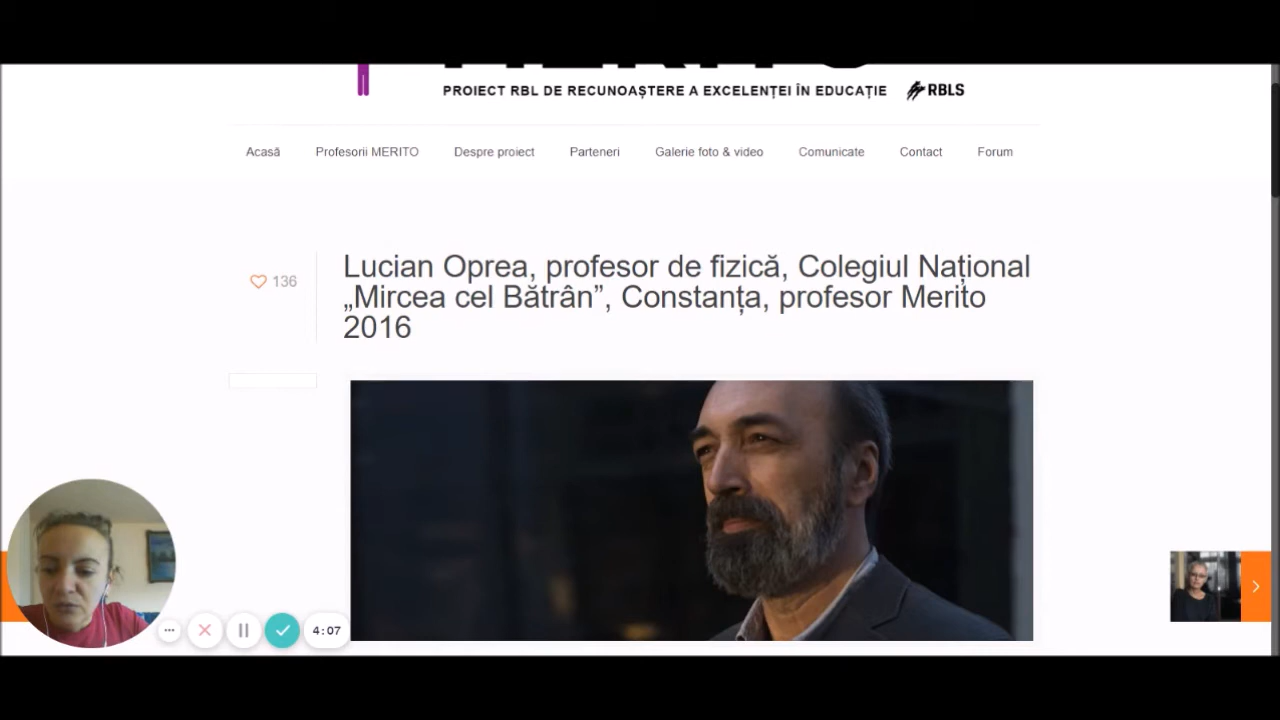 PROIECT RBL DE RECUNOAȘTERE A EXCELENȚEI ÎN EDUCAȚIE RBLS
Acasă Profesorii MERITO Despre proiect Parteneri Galerie foto & video Comunicate Contact Forum
136
Lucian Oprea, profesor de fizică, Colegiul Național
„Mircea cel Bătrân”, Constanța, profesor Merito
2016
4:07